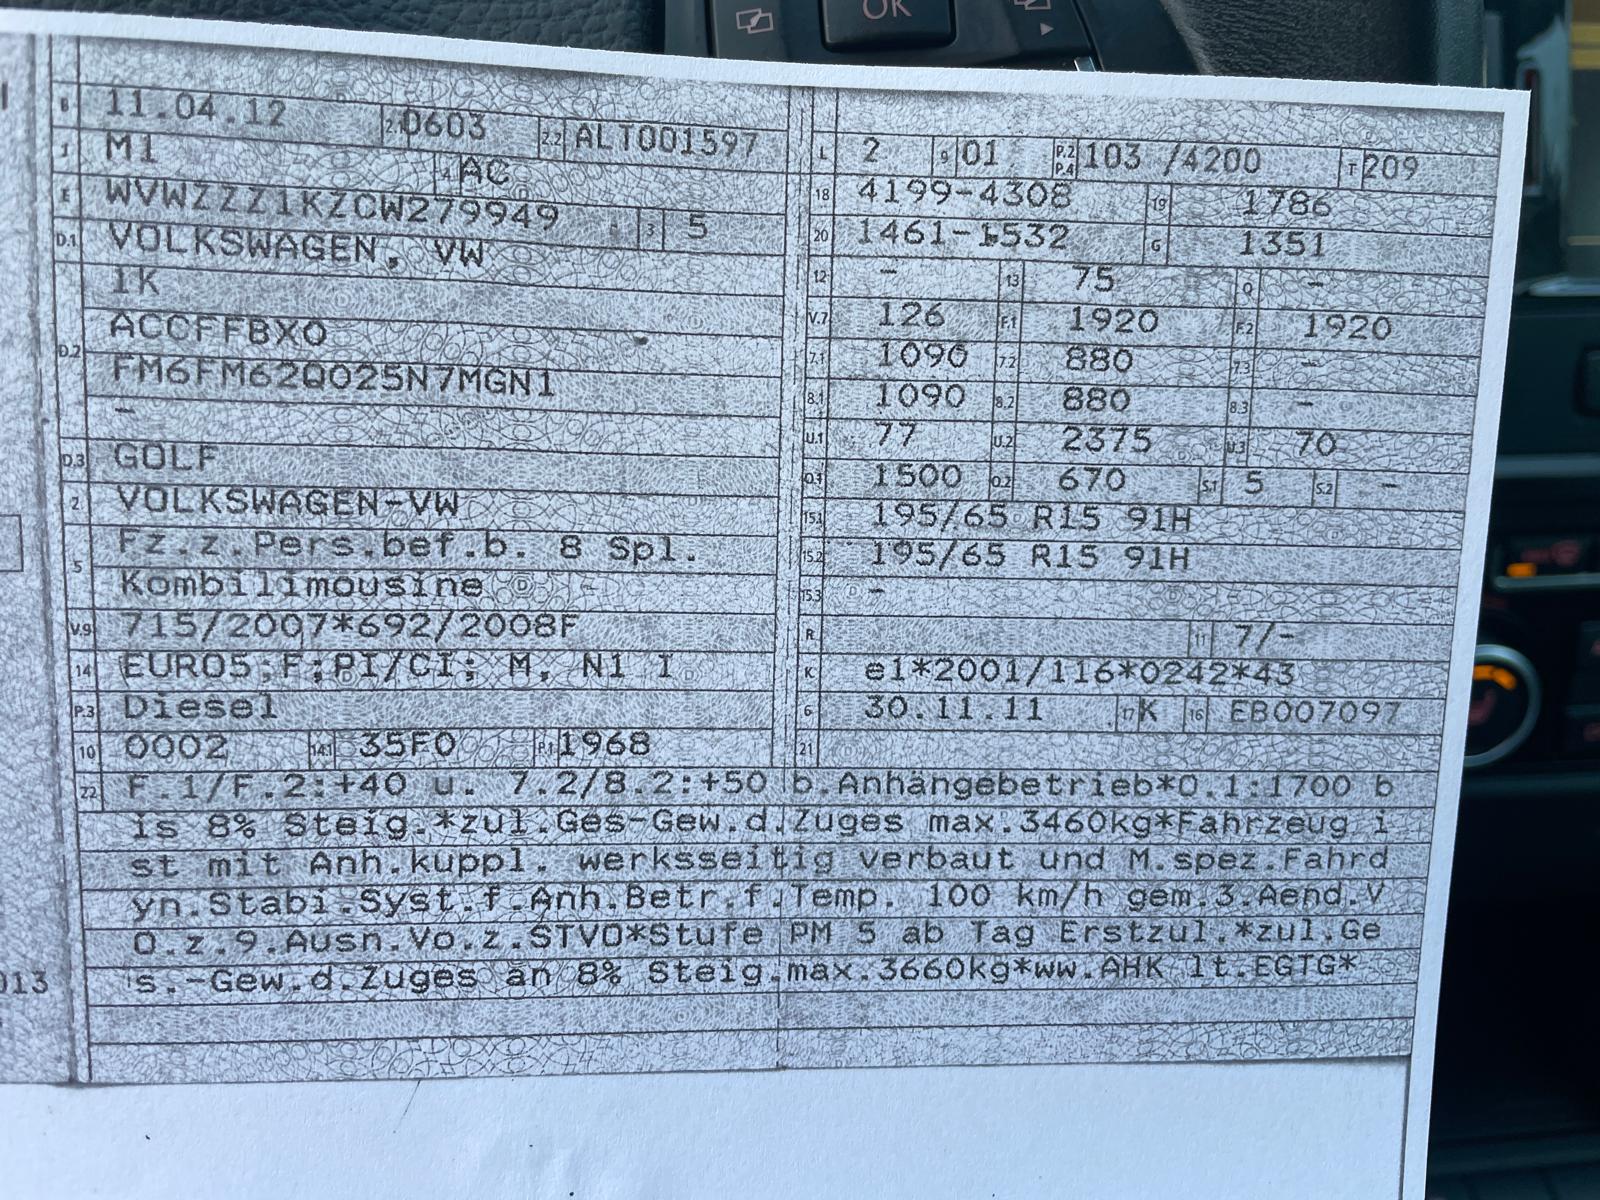 OK
B 11.04.12 2.1 0603 2.2 ALT001597
J M1 4 AC
E WVWZZZ1KZCW279949 3 5
D.1 VOLKSWAGEN, VW
1K
D.2 ACCFFBX0
FM6FM62Q025N7MGN1
-
D.3 GOLF
2 VOLKSWAGEN-VW
5 Fz.z.Pers.bef.b. 8 Spl.
Kombilimousine
V.9 715/2007*692/2008F
14 EURO5;F;PI/CI; M, N1 I
P.3 Diesel
10 0002 14.1 35F0 P.1 1968
L 2 9 01 P.2 P.4 103 /4200 T 209
18 4199-4308 19 1786
20 1461-1532 G 1351
12 - 13 75 Q -
V.7 126 F.1 1920 F.2 1920
7.1 1090 7.2 880 7.3 -
8.1 1090 8.2 880 8.3 -
U.1 77 U.2 2375 U.3 70
O.1 1500 O.2 670 S.1 5 S.2 -
15.1 195/65 R15 91H
15.2 195/65 R15 91H
15.3 -
R 11 7/-
K e1*2001/116*0242*43
6 30.11.11 17 K 16 EB007097
21
22 F.1/F.2:+40 u. 7.2/8.2:+50 b.Anhängebetrieb*O.1:1700 b
is 8% Steig.*zul.Ges-Gew.d.Zuges max.3460kg*Fahrzeug i
st mit Anh.kuppl. werksseitig verbaut und M.spez.Fahrd
yn.Stabi.Syst.f.Anh.Betr.f.Temp. 100 km/h gem.3.Aend.V
O.z.9.Ausn.Vo.z.STVO*Stufe PM 5 ab Tag Erstzul.*zul.Ge
s.-Gew.d.Zuges an 8% Steig.max.3660kg*ww.AHK lt.EGTG*
013